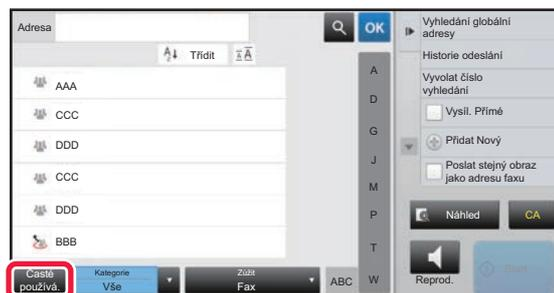 Adresa
OK
Třídit
AAA
CCC
DDD
CCC
DDD
BBB
A
D
G
J
M
P
T
W
ABC
Časté
používá.
Kategorie
Vše
Zúžit
Fax
Vyhledání globální
adresy
Historie odeslání
Vyvolat číslo
vyhledání
Vysíl. Přímé
Přidat Nový
Poslat stejný obraz
jako adresu faxu
Náhled
CA
Reprod.
Start